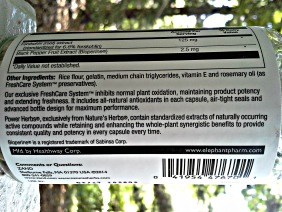 125 mg
(standardized for 6.0% forskohlin)
Black Pepper Fruit Extract (Bioperine®)
2.5 mg
*Daily Value not established.
Other Ingredients: Rice flour, gelatin, medium chain triglycerides, vitamin E and rosemary oil (as
FreshCare System™ preservatives).
Our exclusive FreshCare System™ inhibits normal plant oxidation, maintaining product potency
and extending freshness. It includes all-natural antioxidants in each capsule, air-tight seals and
advanced bottle design for maximum performance.
Power Herbs®, exclusively from Nature's Herbs®, contain standardized extracts of naturally occurring
active compounds while retaining and enhancing the whole-plant synergistic benefits to provide
consistent quality and potency in every capsule every time.
Bioperine® is a registered trademark of Sabinsa Corp.
Mfd. by Healthway Corp.
www.elephantpharm.com
Comments or Questions: